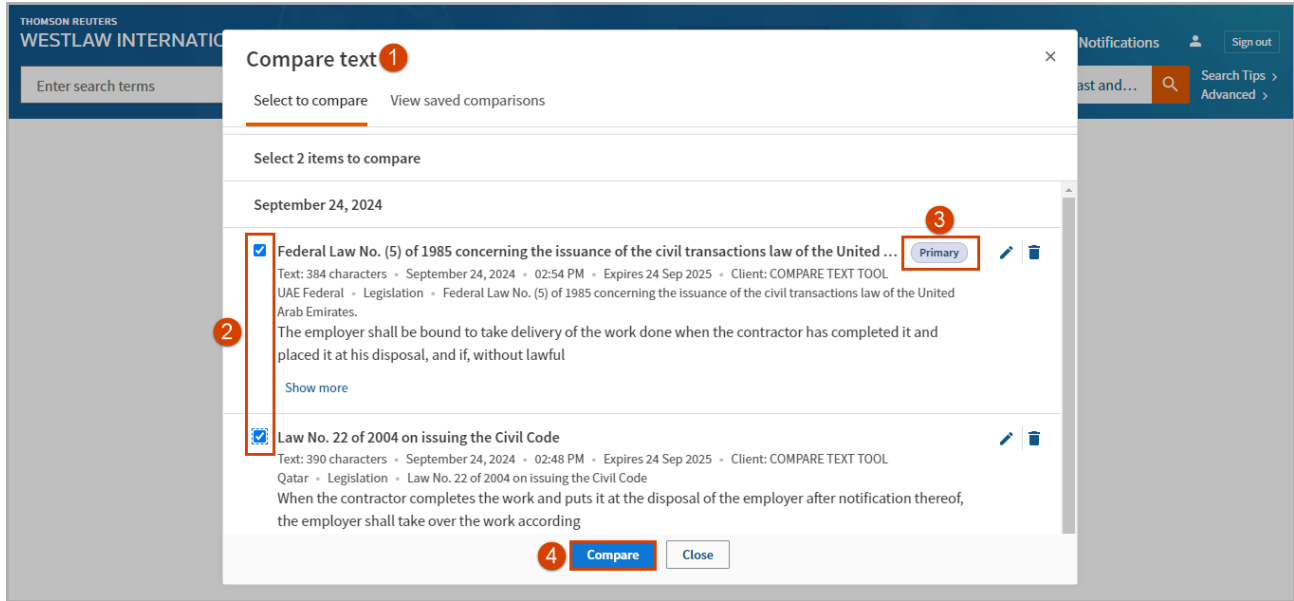 THOMSON REUTERS
WESTLAW INTERNATIC
Notifications
Sign out
Enter search terms
ast and…
Search Tips >
Advanced >
Compare text 1
×
Select to compare View saved comparisons
Select 2 items to compare
September 24, 2024
3
Federal Law No. (5) of 1985 concerning the issuance of the civil transactions law of the United … Primary
Text: 384 characters • September 24, 2024 • 02:54 PM • Expires 24 Sep 2025 • Client: COMPARE TEXT TOOL
UAE Federal • Legislation • Federal Law No. (5) of 1985 concerning the issuance of the civil transactions law of the United
Arab Emirates.
2
The employer shall be bound to take delivery of the work done when the contractor has completed it and
placed it at his disposal, and if, without lawful
Show more
Law No. 22 of 2004 on issuing the Civil Code
Text: 390 characters • September 24, 2024 • 02:48 PM • Expires 24 Sep 2025 • Client: COMPARE TEXT TOOL
Qatar • Legislation • Law No. 22 of 2004 on issuing the Civil Code
When the contractor completes the work and puts it at the disposal of the employer after notification thereof,
the employer shall take over the work according
4 Compare Close